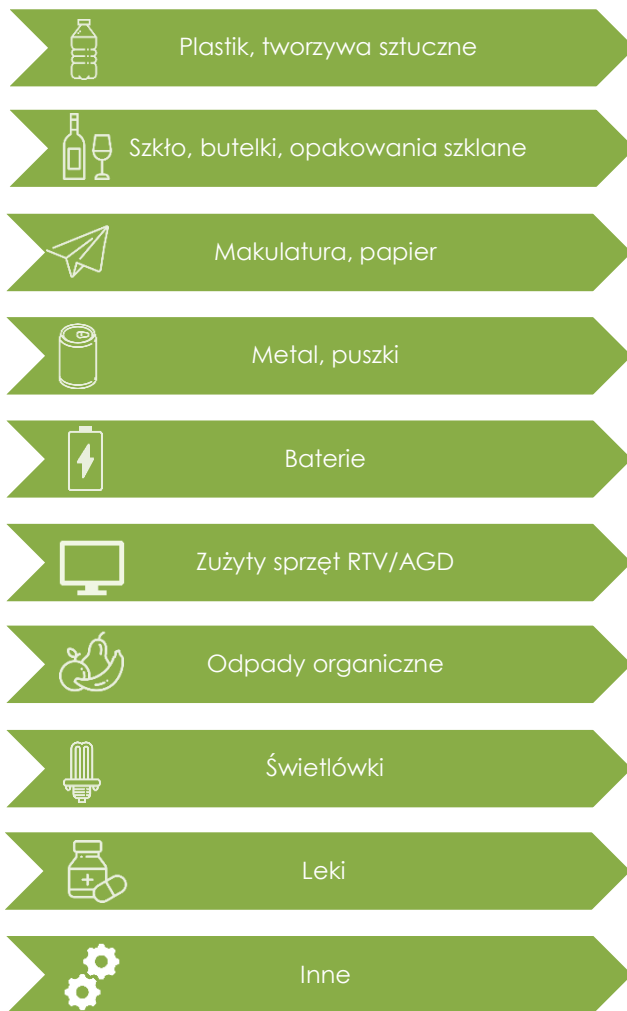 Plastik, tworzywa sztuczne
Szkło, butelki, opakowania szklane
Makulatura, papier
Metal, puszki
Baterie
Zużyty sprzęt RTV/AGD
Odpady organiczne
Świetlówki
Leki
Inne